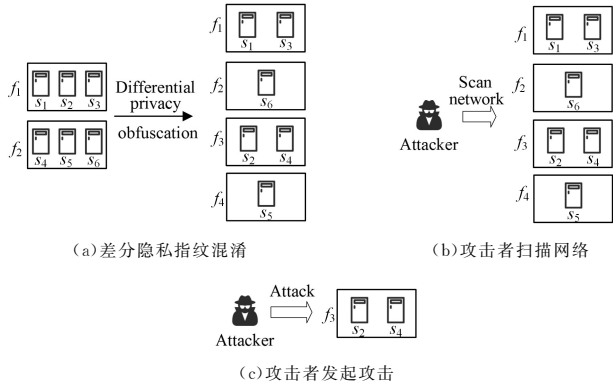 f1
s1 s2 s3
f2
s4 s5 s6
Differential
privacy
obfuscation
f1
s1 s3
f2
s6
f3
s2 s4
f4
s5
(a)差分隐私指纹混淆
Attacker
Scan
network
f1
s1 s3
f2
s6
f3
s2 s4
f4
s5
(b)攻击者扫描网络
Attacker
Attack
f3
s2 s4
(c)攻击者发起攻击